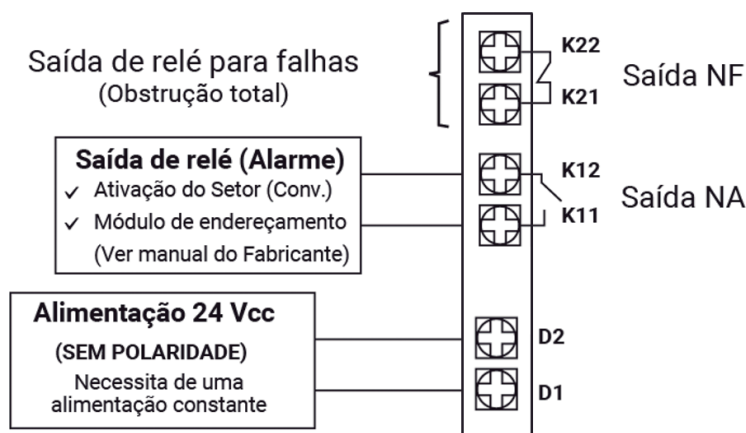 Saída de relé para falhas
(Obstrução total)
K22
K21
Saída NF
Saída de relé (Alarme)
✓ Ativação do Setor (Conv.)
✓ Módulo de endereçamento
(Ver manual do Fabricante)
K12
K11
Saída NA
Alimentação 24 Vcc
(SEM POLARIDADE)
Necessita de uma
alimentação constante
D2
D1